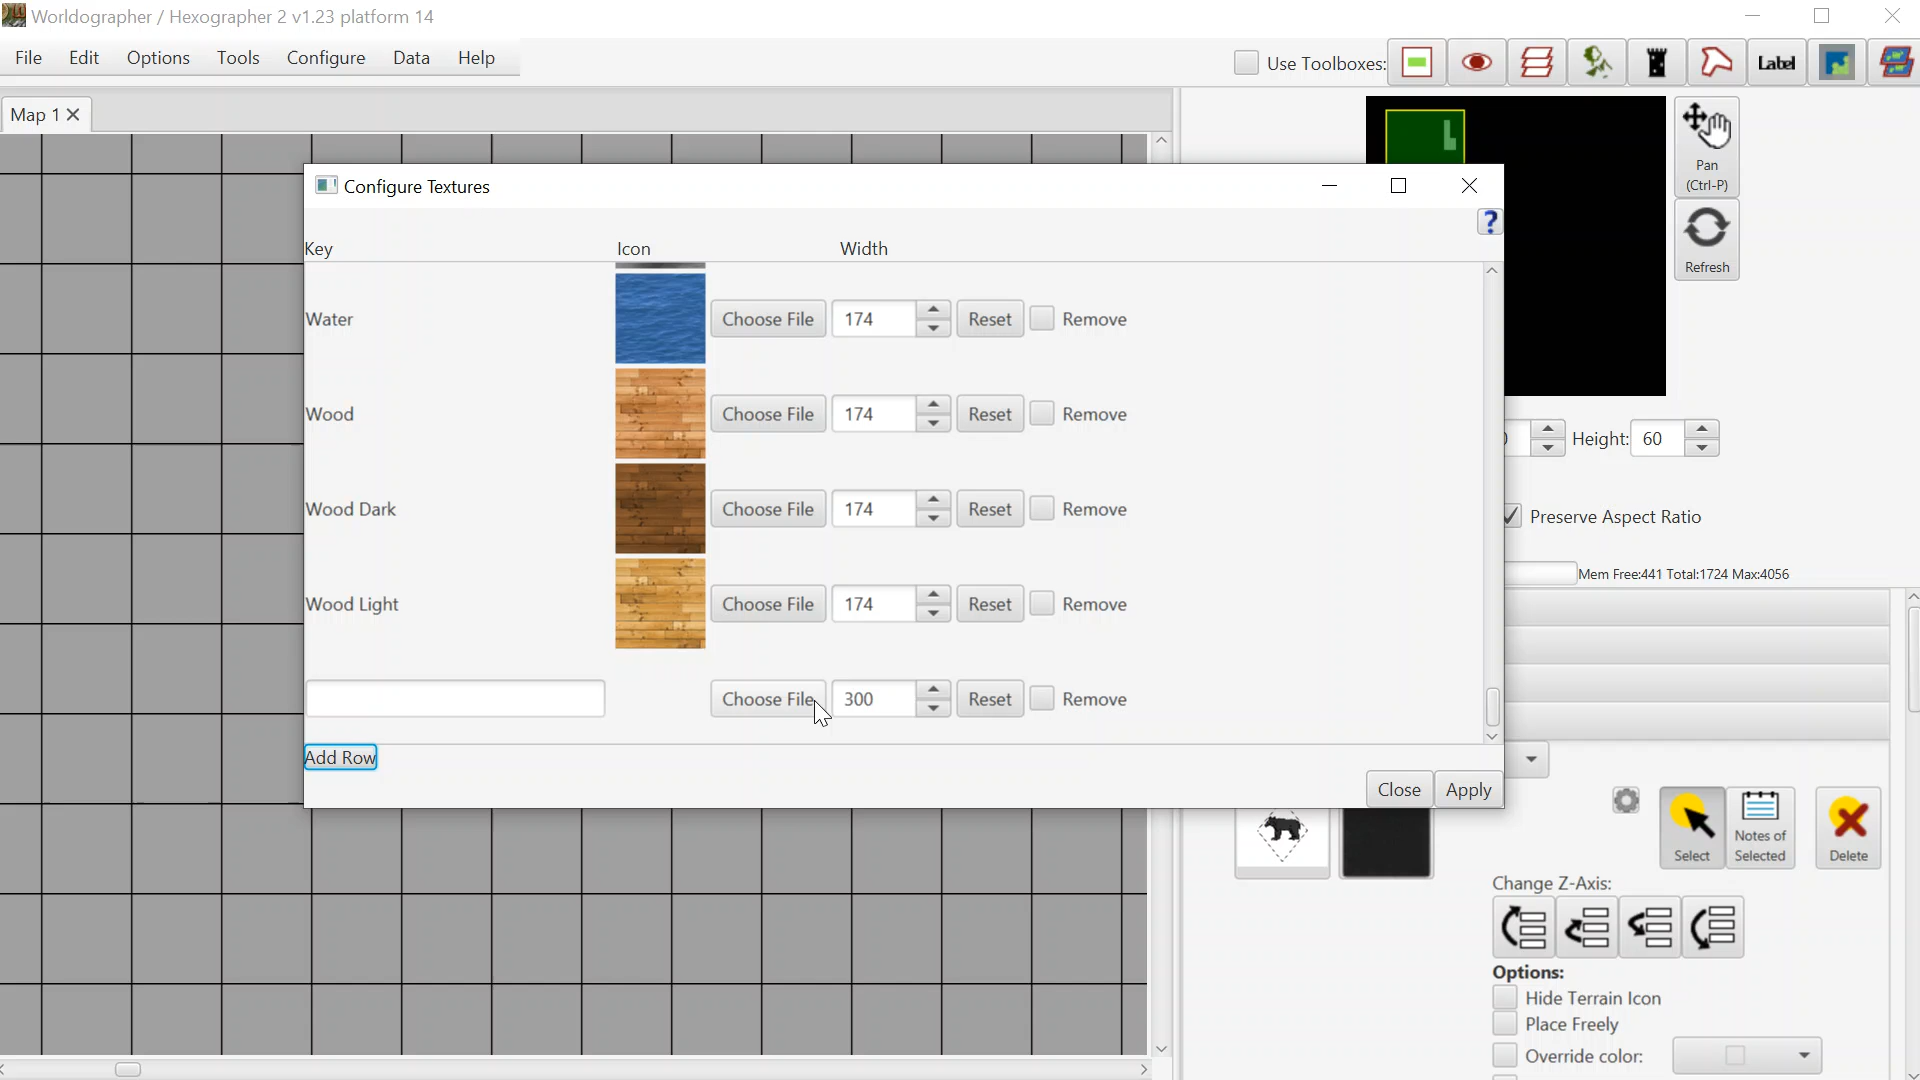 Worldographer / Hexographer 2 v1.23 platform 14
File Edit Options Tools Configure Data Help
Use Toolboxes:
Label
Map 1
Pan
(Ctrl-P)
Refresh
Configure Textures
?
Key Icon Width
Water Choose File 174 Reset Remove
Wood Choose File 174 Reset Remove
Wood Dark Choose File 174 Reset Remove
Wood Light Choose File 174 Reset Remove
Choose File 300 Reset Remove
Add Row
Close Apply
Height: 60
Preserve Aspect Ratio
Mem Free:441 Total:1724 Max:4056
Select
Notes of
Selected
Delete
Change Z-Axis:
Options:
Hide Terrain Icon
Place Freely
Override color: